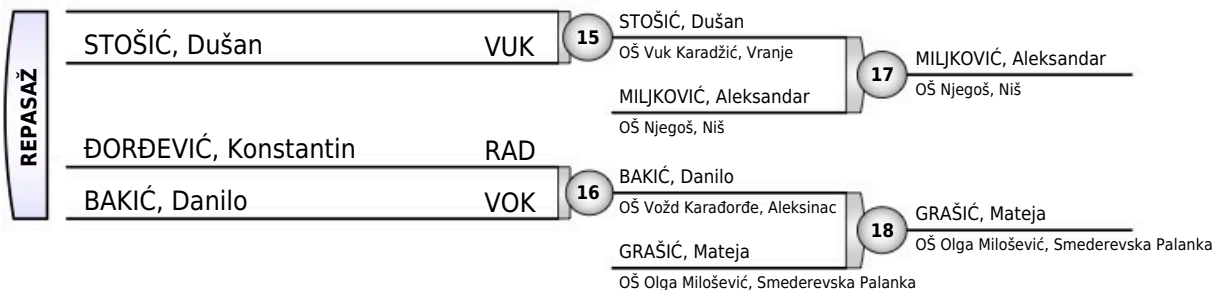 REPASAŽ
STOŠIĆ, Dušan VUK
ĐORĐEVIĆ, Konstantin RAD
BAKIĆ, Danilo VOK
15
STOŠIĆ, Dušan
OŠ Vuk Karadžić, Vranje
MILJKOVIĆ, Aleksandar
OŠ Njegoš, Niš
16
BAKIĆ, Danilo
OŠ Vožd Karađorđe, Aleksinac
GRAŠIĆ, Mateja
OŠ Olga Milošević, Smederevska Palanka
17
MILJKOVIĆ, Aleksandar
OŠ Njegoš, Niš
18
GRAŠIĆ, Mateja
OŠ Olga Milošević, Smederevska Palanka